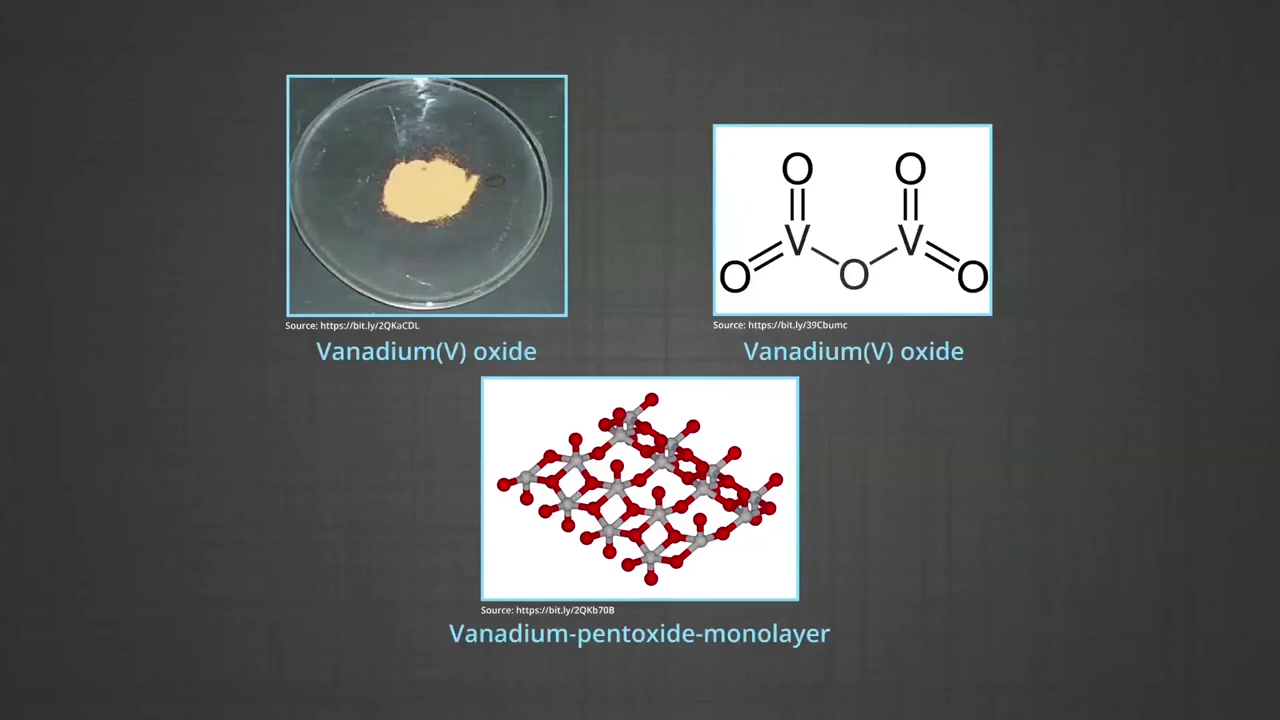 Source: https://bit.ly/2QKaCDL
Vanadium(V) oxide
O O
V V
O O O
Source: https://bit.ly/39Cbumc
Vanadium(V) oxide
Source: https://bit.ly/2QKb70B
Vanadium-pentoxide-monolayer